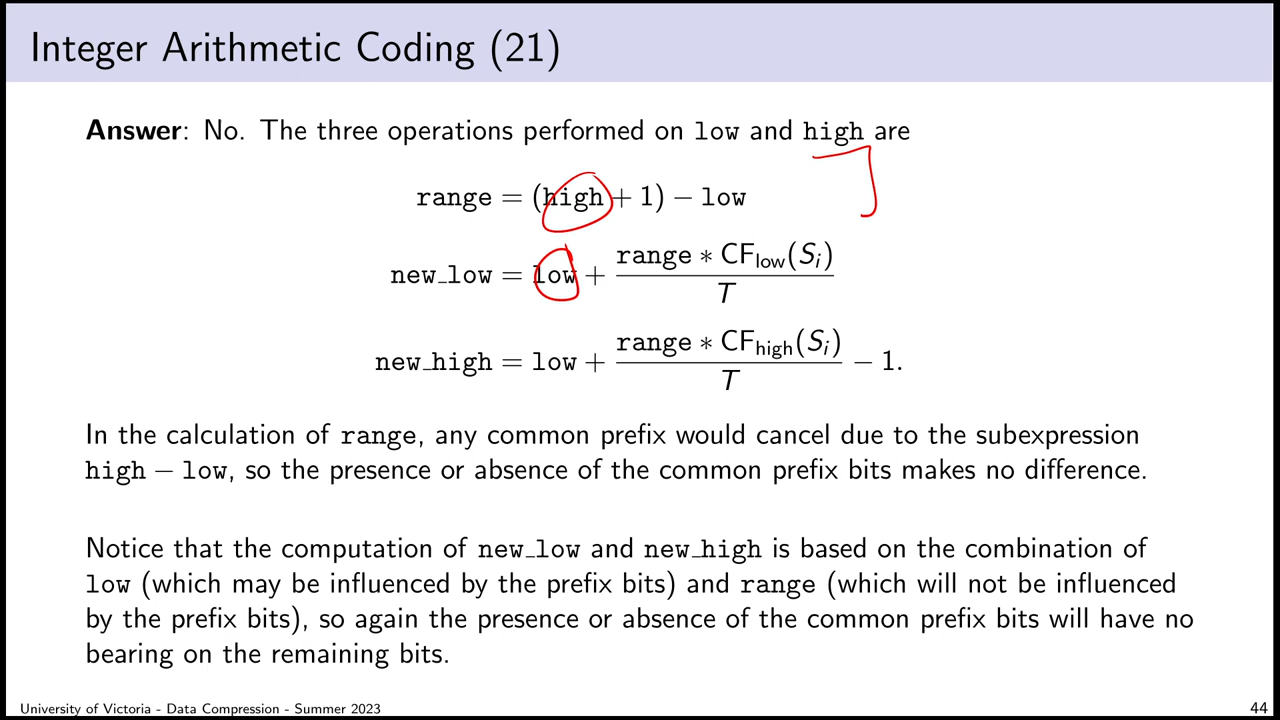 Integer Arithmetic Coding (21)
Answer: No. The three operations performed on low and high are
range = (high + 1) − low
new_low = low + range ∗ CF_low(S_i) / T
new_high = low + range ∗ CF_high(S_i) / T − 1.
In the calculation of range, any common prefix would cancel due to the subexpression
high − low, so the presence or absence of the common prefix bits makes no difference.
Notice that the computation of new_low and new_high is based on the combination of
low (which may be influenced by the prefix bits) and range (which will not be influenced
by the prefix bits), so again the presence or absence of the common prefix bits will have no
bearing on the remaining bits.
University of Victoria - Data Compression - Summer 2023
44